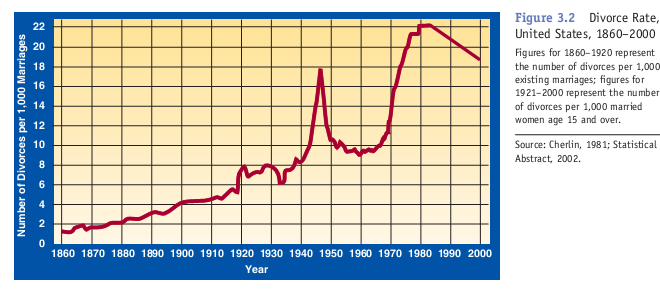 Number of Divorces per 1,000 Marriages
22
20
18
16
14
12
10
8
6
4
2
0
1860 1870 1880 1890 1900 1910 1920 1930 1940 1950 1960 1970 1980 1990 2000
Year
Figure 3.2 Divorce Rate,
United States, 1860–2000
Figures for 1860–1920 represent
the number of divorces per 1,000
existing marriages; figures for
1921–2000 represent the number
of divorces per 1,000 married
women age 15 and over.
Source: Cherlin, 1981; Statistical
Abstract, 2002.